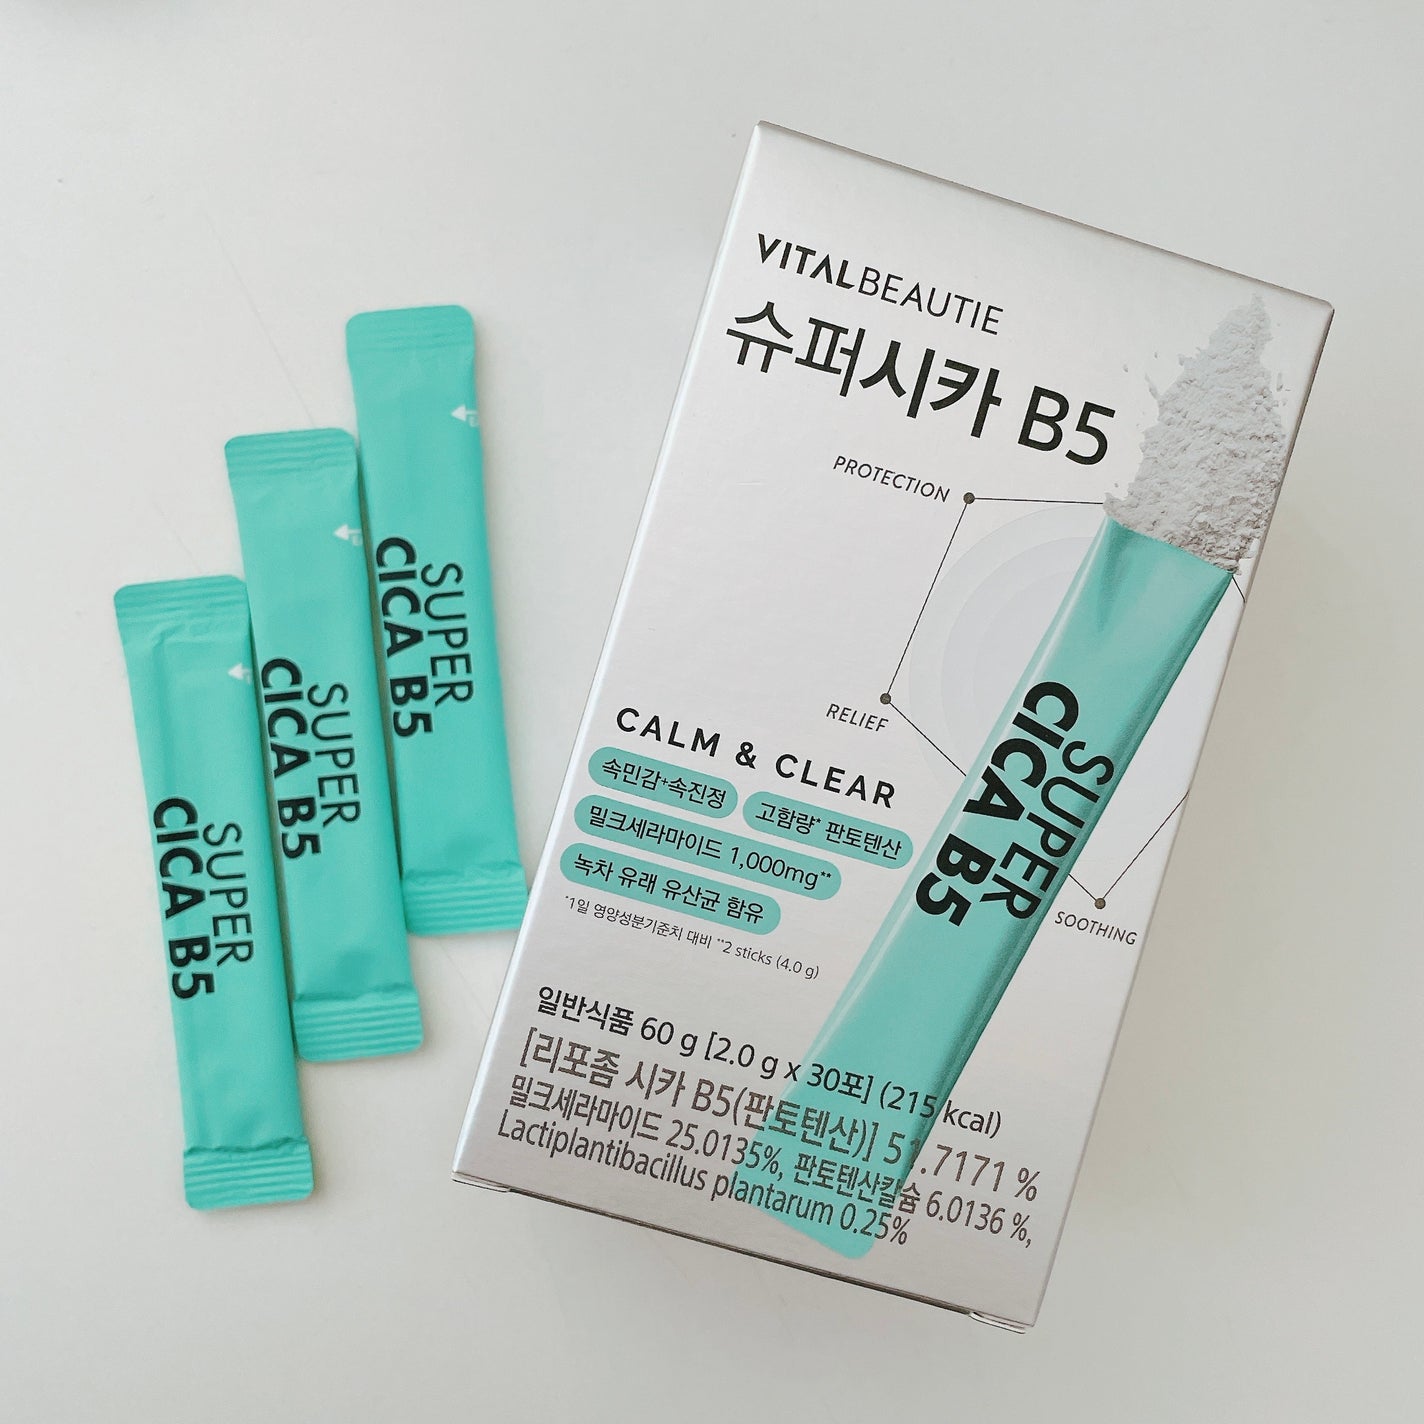 VITALBEAUTIE
슈퍼시카 B5
PROTECTION
RELIEF
SOOTHING
CALM & CLEAR
속민감+속진정
고함량* 판토텐산
밀크세라마이드 1,000mg**
녹차 유래 유산균 함유
*1일 영양성분기준치 대비 **2 sticks (4.0 g)
일반식품 60 g [2.0 g x 30포] (215 kcal)
[리포좀 시카 B5(판토텐산)] 51.7171 %
밀크세라마이드 25.0135%, 판토텐산칼슘 6.0136 %,
Lactiplantibacillus plantarum 0.25%
SUPER
CICA B5
SUPER
CICA B5
SUPER
CICA B5
SUPER
CICA B5